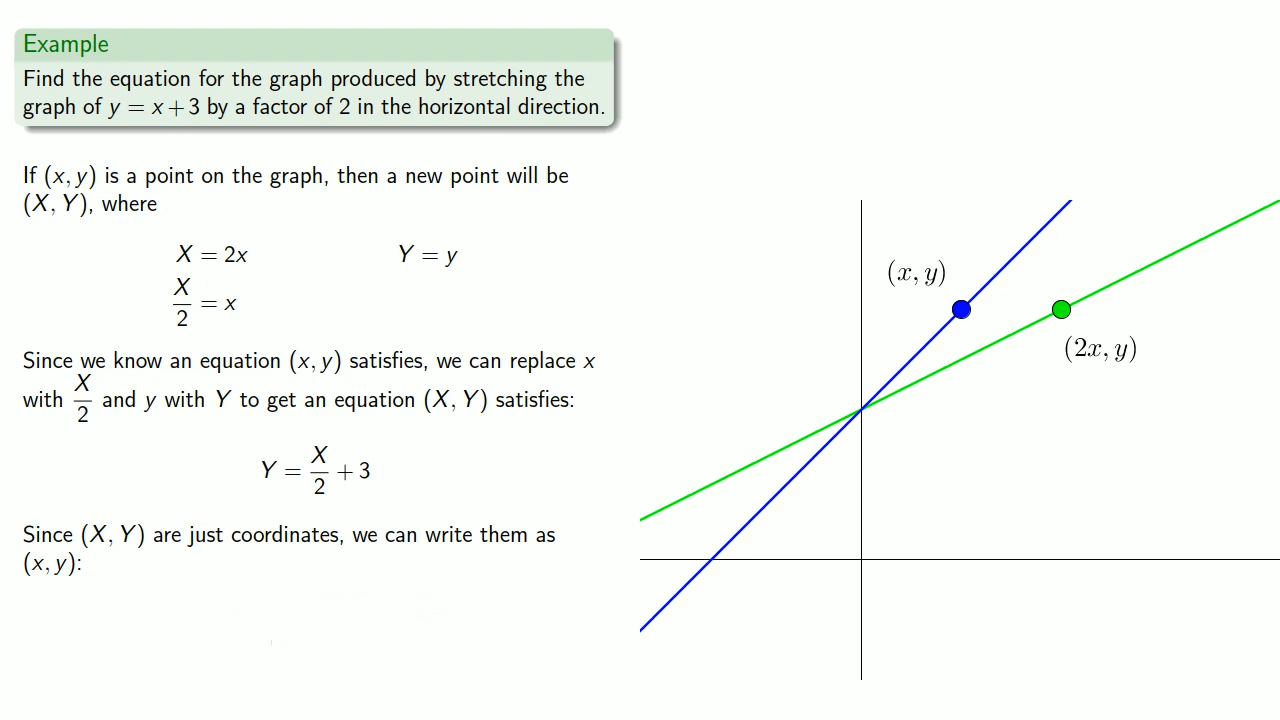 Example
Find the equation for the graph produced by stretching the
graph of y = x + 3 by a factor of 2 in the horizontal direction.
If (x, y) is a point on the graph, then a new point will be
(X, Y), where
X = 2x Y = y
X/2 = x
Since we know an equation (x, y) satisfies, we can replace x
with X/2 and y with Y to get an equation (X, Y) satisfies:
Y = X/2 + 3
Since (X, Y) are just coordinates, we can write them as
(x, y):
(x, y)
(2x, y)